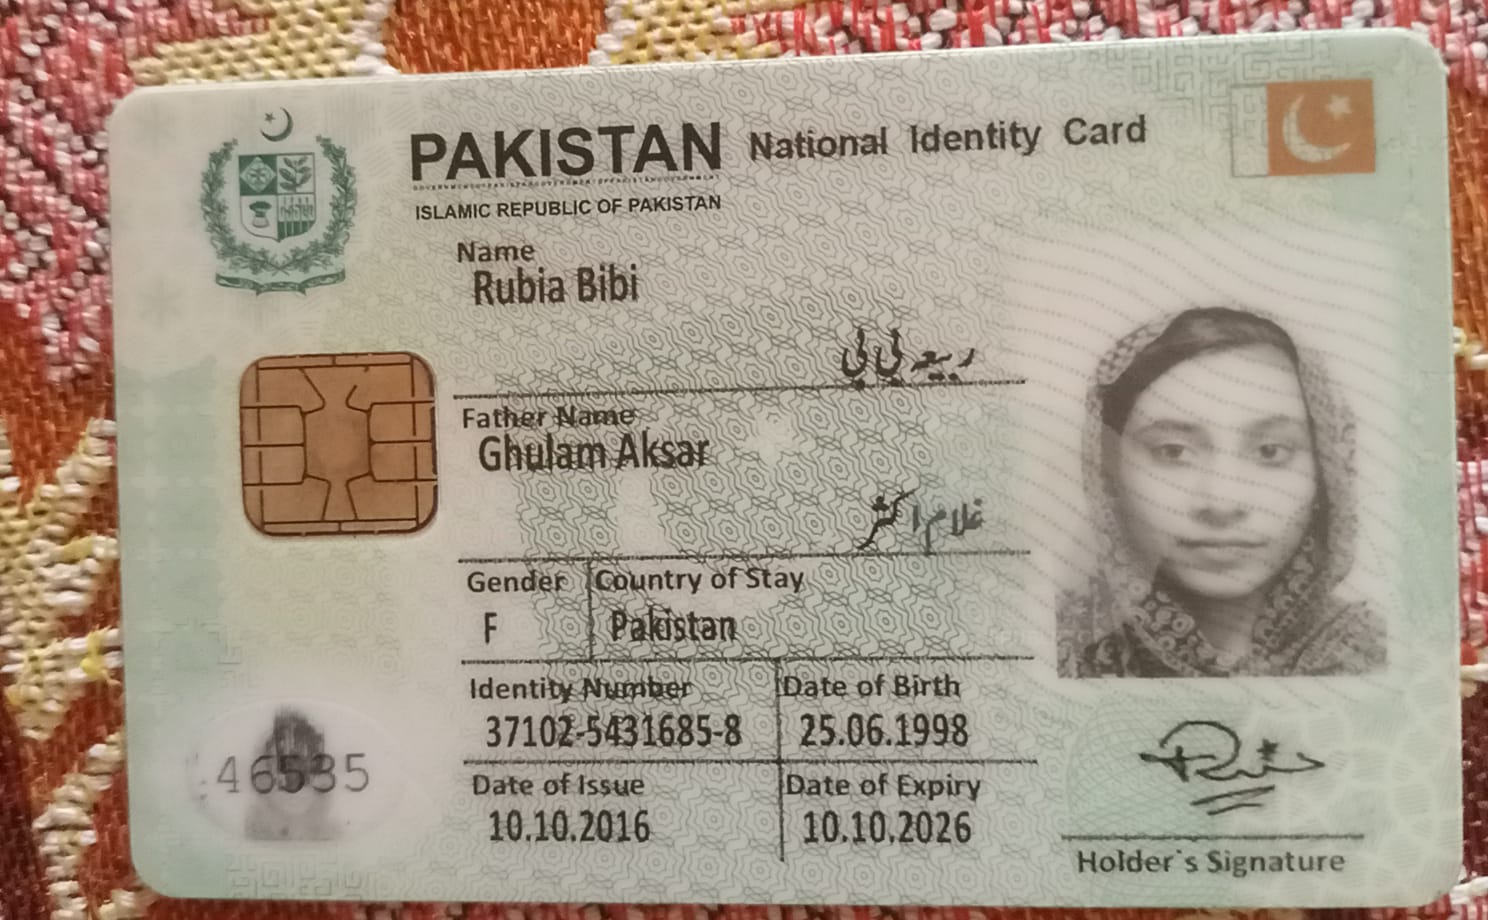 PAKISTAN National Identity Card
ISLAMIC REPUBLIC OF PAKISTAN
Name
Rubia Bibi
ربیعہ بی بی
Father Name
Ghulam Aksar
غلام اکثر
Gender Country of Stay
F Pakistan
Identity Number Date of Birth
37102-5431685-8 25.06.1998
Date of Issue Date of Expiry
10.10.2016 10.10.2026
46535
Holder`s Signature